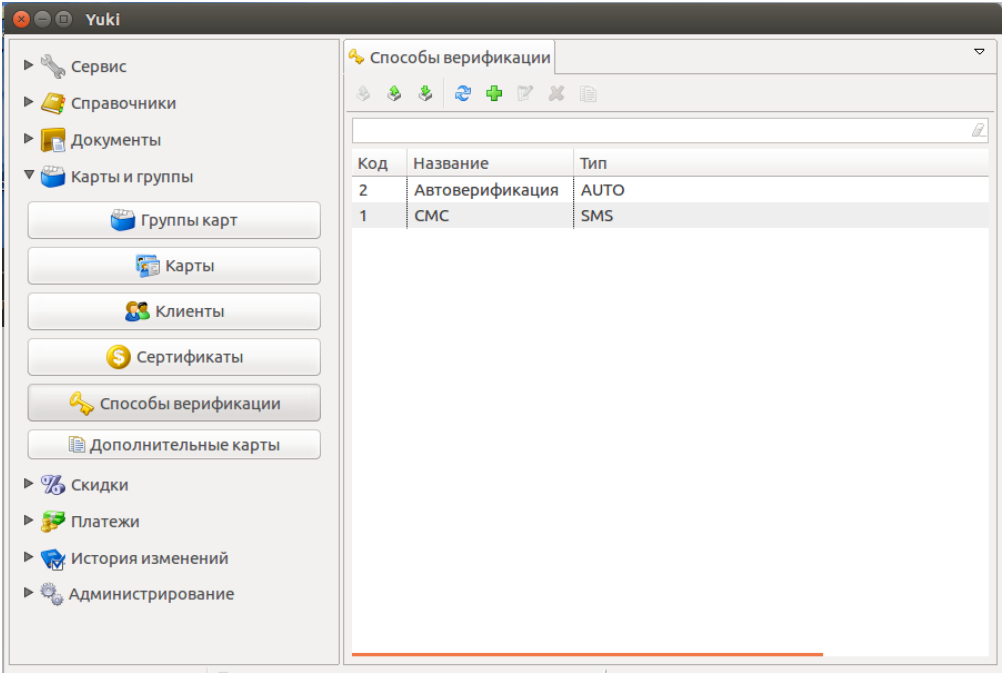 Yuki
Сервис
Справочники
Документы
Карты и группы
Группы карт
Карты
Клиенты
Сертификаты
Способы верификации
Дополнительные карты
Скидки
Платежи
История изменений
Администрирование
Способы верификации
Код Название Тип
2 Автоверификация AUTO
1 СМС SMS